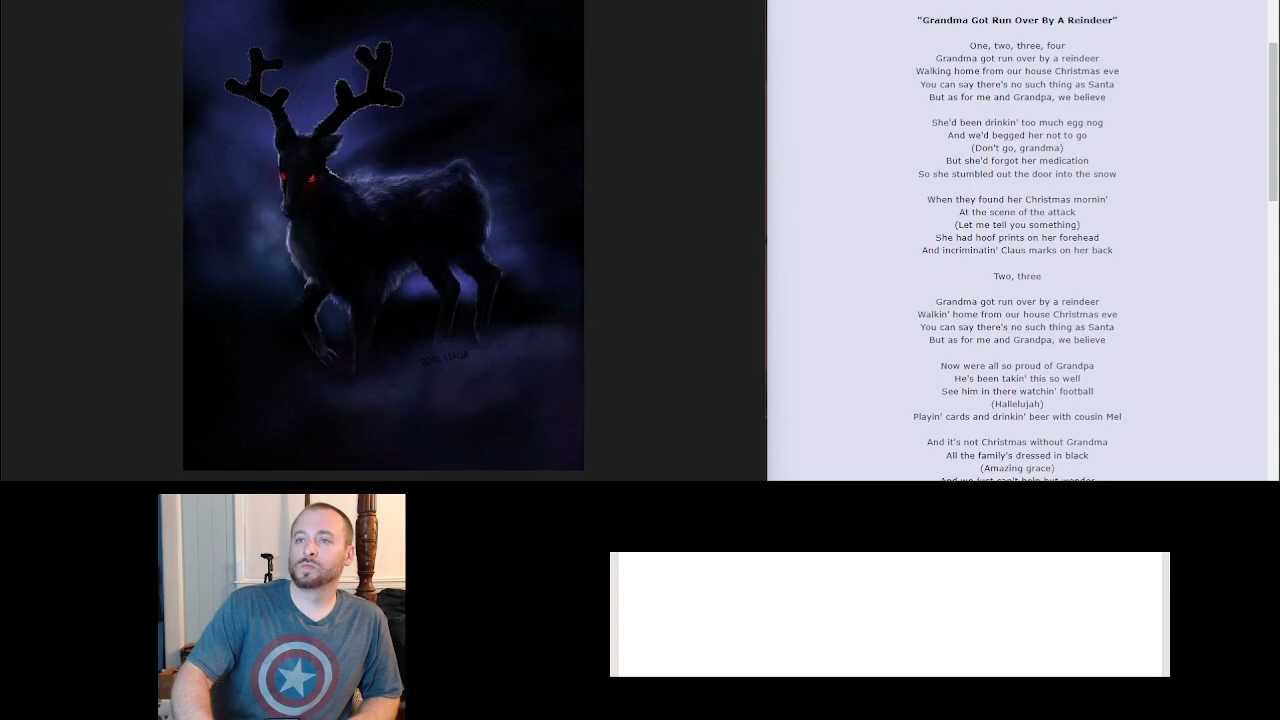 "Grandma Got Run Over By A Reindeer"
One, two, three, four
Grandma got run over by a reindeer
Walking home from our house Christmas eve
You can say there's no such thing as Santa
But as for me and Grandpa, we believe
She'd been drinkin' too much egg nog
And we'd begged her not to go
(Don't go, grandma)
But she'd forgot her medication
So she stumbled out the door into the snow
When they found her Christmas mornin'
At the scene of the attack
(Let me tell you something)
She had hoof prints on her forehead
And incriminatin' Claus marks on her back
Two, three
Grandma got run over by a reindeer
Walkin' home from our house Christmas eve
You can say there's no such thing as Santa
But as for me and Grandpa, we believe
Now were all so proud of Grandpa
He's been takin' this so well
See him in there watchin' football
(Hallelujah)
Playin' cards and drinkin' beer with cousin Mel
And it's not Christmas without Grandma
All the family's dressed in black
(Amazing grace)
And we just can't help but wonder